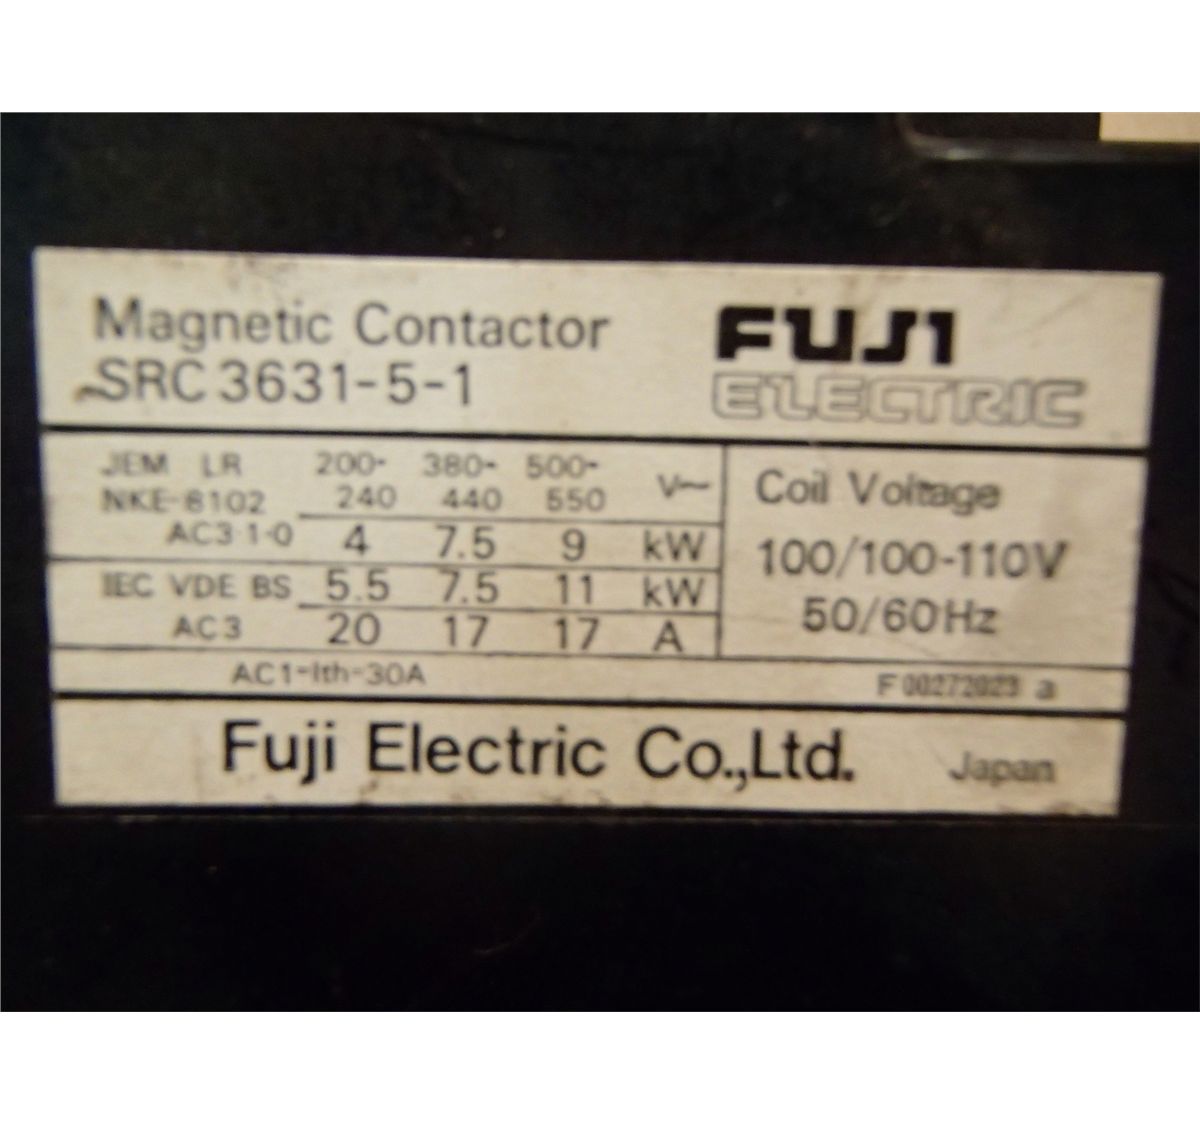 Magnetic Contactor
SRC 3631-5-1
FUJI
ELECTRIC
JEM LR 200- 380- 500- V~
NKE-8102 240 440 550
AC3·1-0 4 7.5 9 kW
IEC VDE BS 5.5 7.5 11 kW
AC3 20 17 17 A
Coil Voltage
100/100-110V
50/60Hz
AC1-Ith-30A
F 00272023 a
Fuji Electric Co.,Ltd. Japan